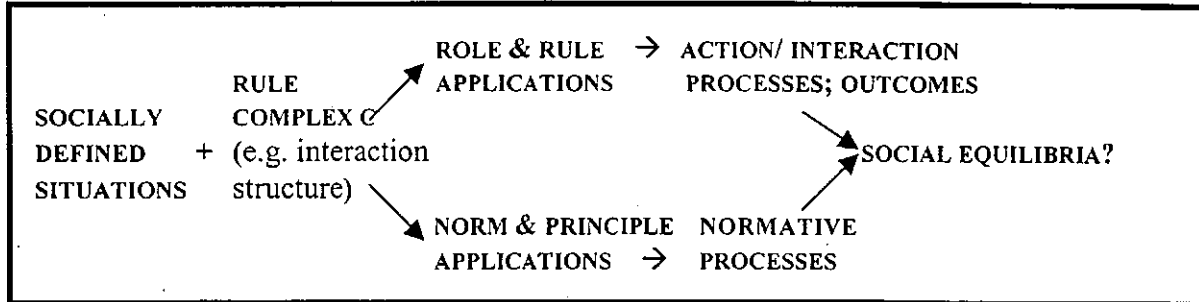 ROLE & RULE → ACTION/ INTERACTION
RULE APPLICATIONS PROCESSES; OUTCOMES
SOCIALLY COMPLEX C
DEFINED + (e.g. interaction SOCIAL EQUILIBRIA?
SITUATIONS structure)
NORM & PRINCIPLE NORMATIVE
APPLICATIONS → PROCESSES